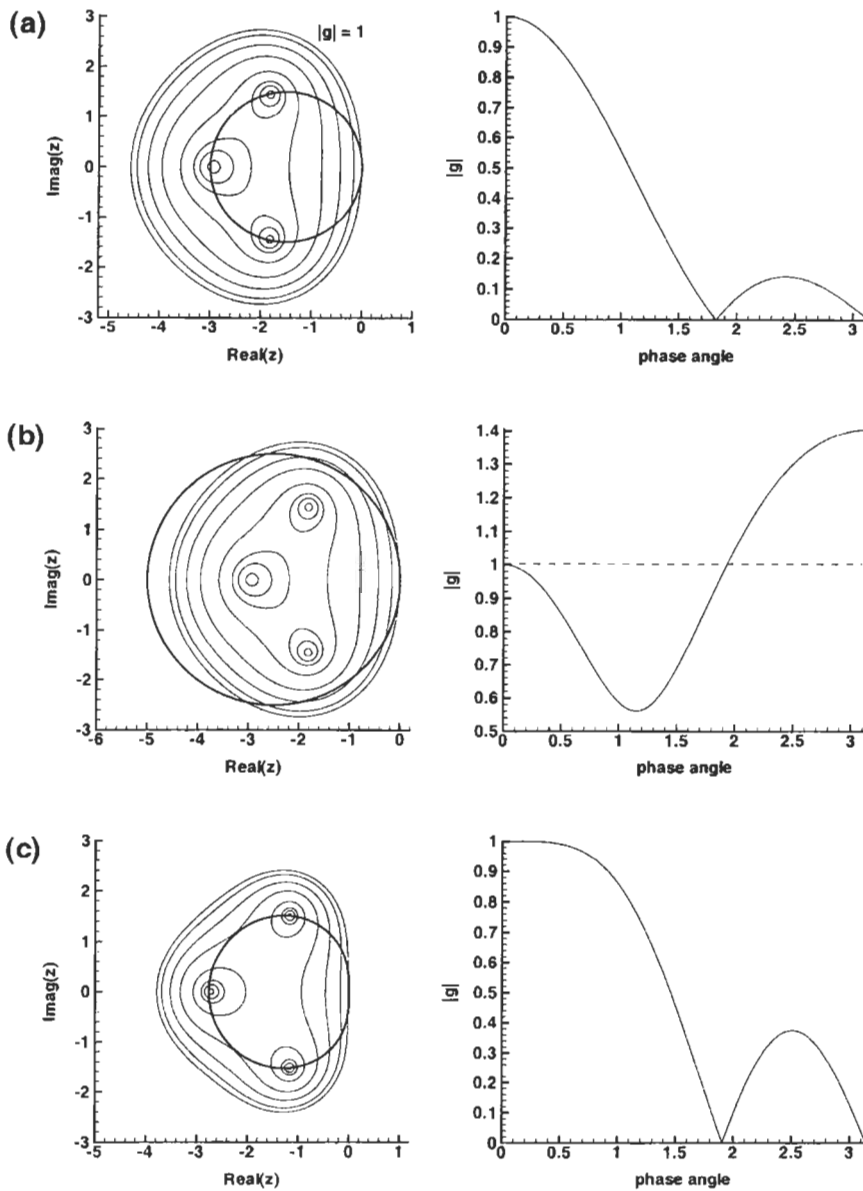 (a)
|g| = 1
3
2
1
0
-1
-2
-3
Imag(z)
-5 -4 -3 -2 -1 0 1
Real(z)
1
0.9
0.8
0.7
0.6
0.5
0.4
0.3
0.2
0.1
0
|g|
0 0.5 1 1.5 2 2.5 3
phase angle
(b)
3
2
1
0
-1
-2
-3
Imag(z)
-6 -5 -4 -3 -2 -1 0
Real(z)
1.4
1.3
1.2
1.1
1
0.9
0.8
0.7
0.6
0.5
|g|
0 0.5 1 1.5 2 2.5 3
phase angle
(c)
3
2
1
0
-1
-2
-3
Imag(z)
-5 -4 -3 -2 -1 0 1
Real(z)
1
0.9
0.8
0.7
0.6
0.5
0.4
0.3
0.2
0.1
0
|g|
0 0.5 1 1.5 2 2.5 3
phase angle